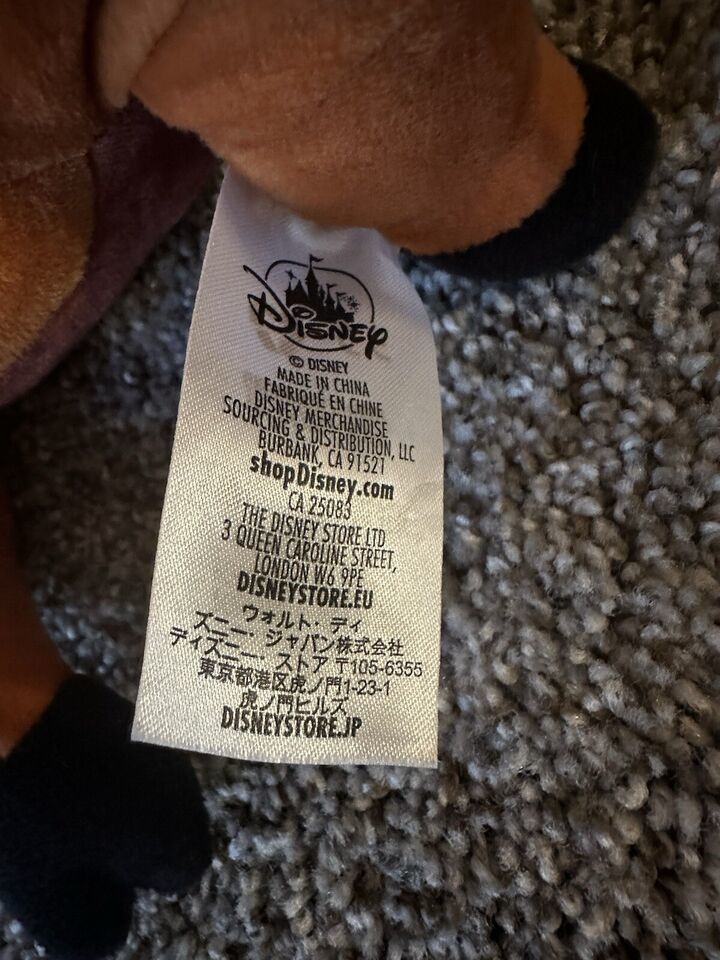 Disney
© DISNEY
MADE IN CHINA
FABRIQUÉ EN CHINE
DISNEY MERCHANDISE
SOURCING & DISTRIBUTION, LLC
BURBANK, CA 91521
shopDisney.com
CA 25083
THE DISNEY STORE LTD
3 QUEEN CAROLINE STREET,
LONDON W6 9PE
DISNEYSTORE.EU
ウォルト・ディ
ズニー・ジャパン株式会社
ディズニー・ストア 〒105-6355
東京都港区虎ノ門1-23-1
虎ノ門ヒルズ
DISNEYSTORE.JP